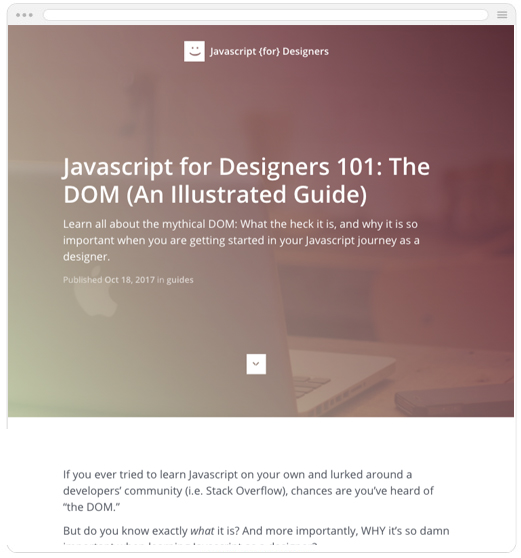 Javascript {for} Designers
Javascript for Designers 101: The
DOM (An Illustrated Guide)
Learn all about the mythical DOM: What the heck it is, and why it is so
important when you are getting started in your Javascript journey as a
designer.
Published Oct 18, 2017 in guides
If you ever tried to learn Javascript on your own and lurked around a
developers’ community (i.e. Stack Overflow), chances are you’ve heard of
“the DOM.”
But do you know exactly what it is? And more importantly, WHY it’s so damn